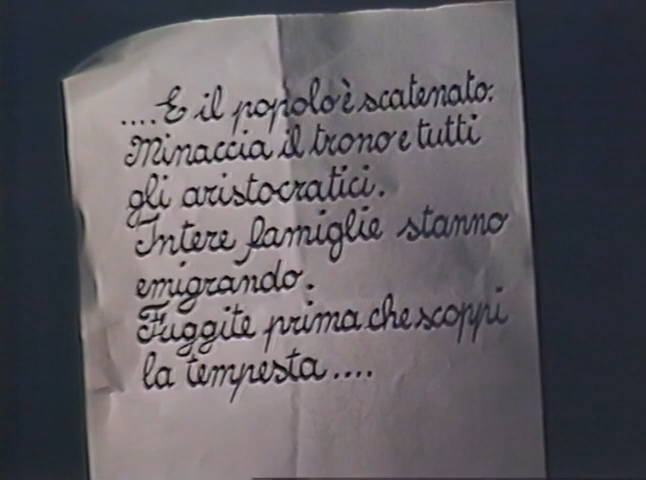 ....E il popolo è scatenato:
Minaccia il trono e tutti
gli aristocratici.
Intere famiglie stanno
emigrando.
Fuggite prima che scoppi
la tempesta....